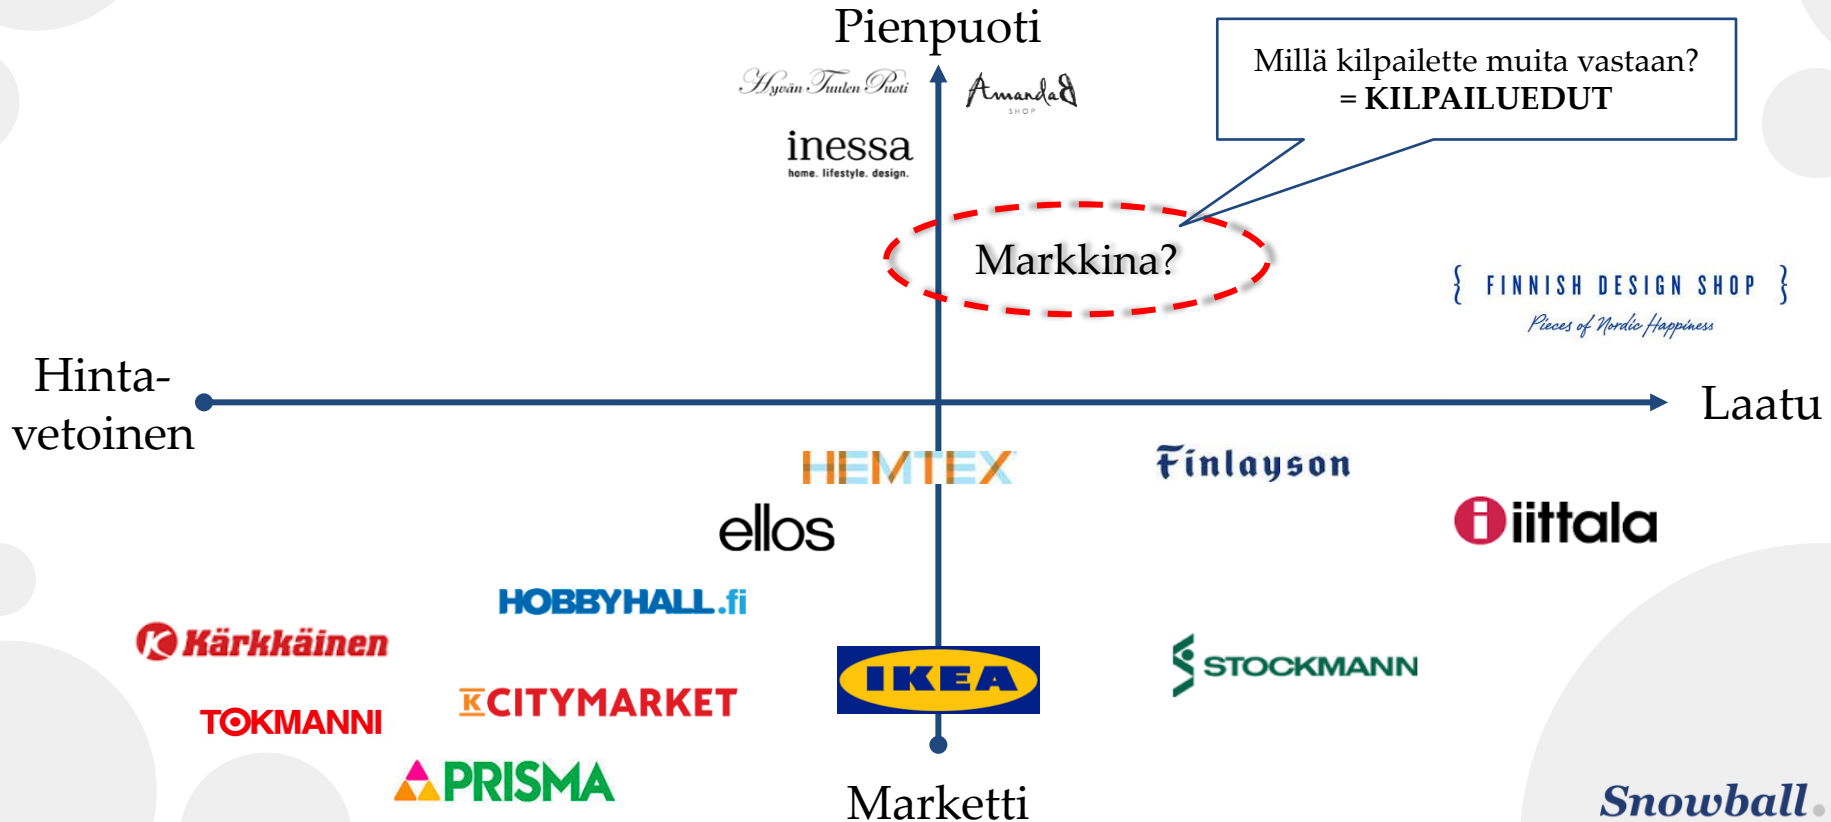 Pienpuoti
Millä kilpailette muita vastaan?
= KILPAILUEDUT
Hyvän Tuulen Puoti
AmandaB
SHOP
inessa
home. lifestyle. design.
Markkina?
{ FINNISH DESIGN SHOP }
Pieces of Nordic Happiness
Hinta-
vetoinen
Laatu
HEMTEX
Finlayson
ellos
i iittala
HOBBYHALL.fi
K Kärkkäinen
IKEA
STOCKMANN
K CITYMARKET
TOKMANNI
PRISMA
Marketti
Snowball.